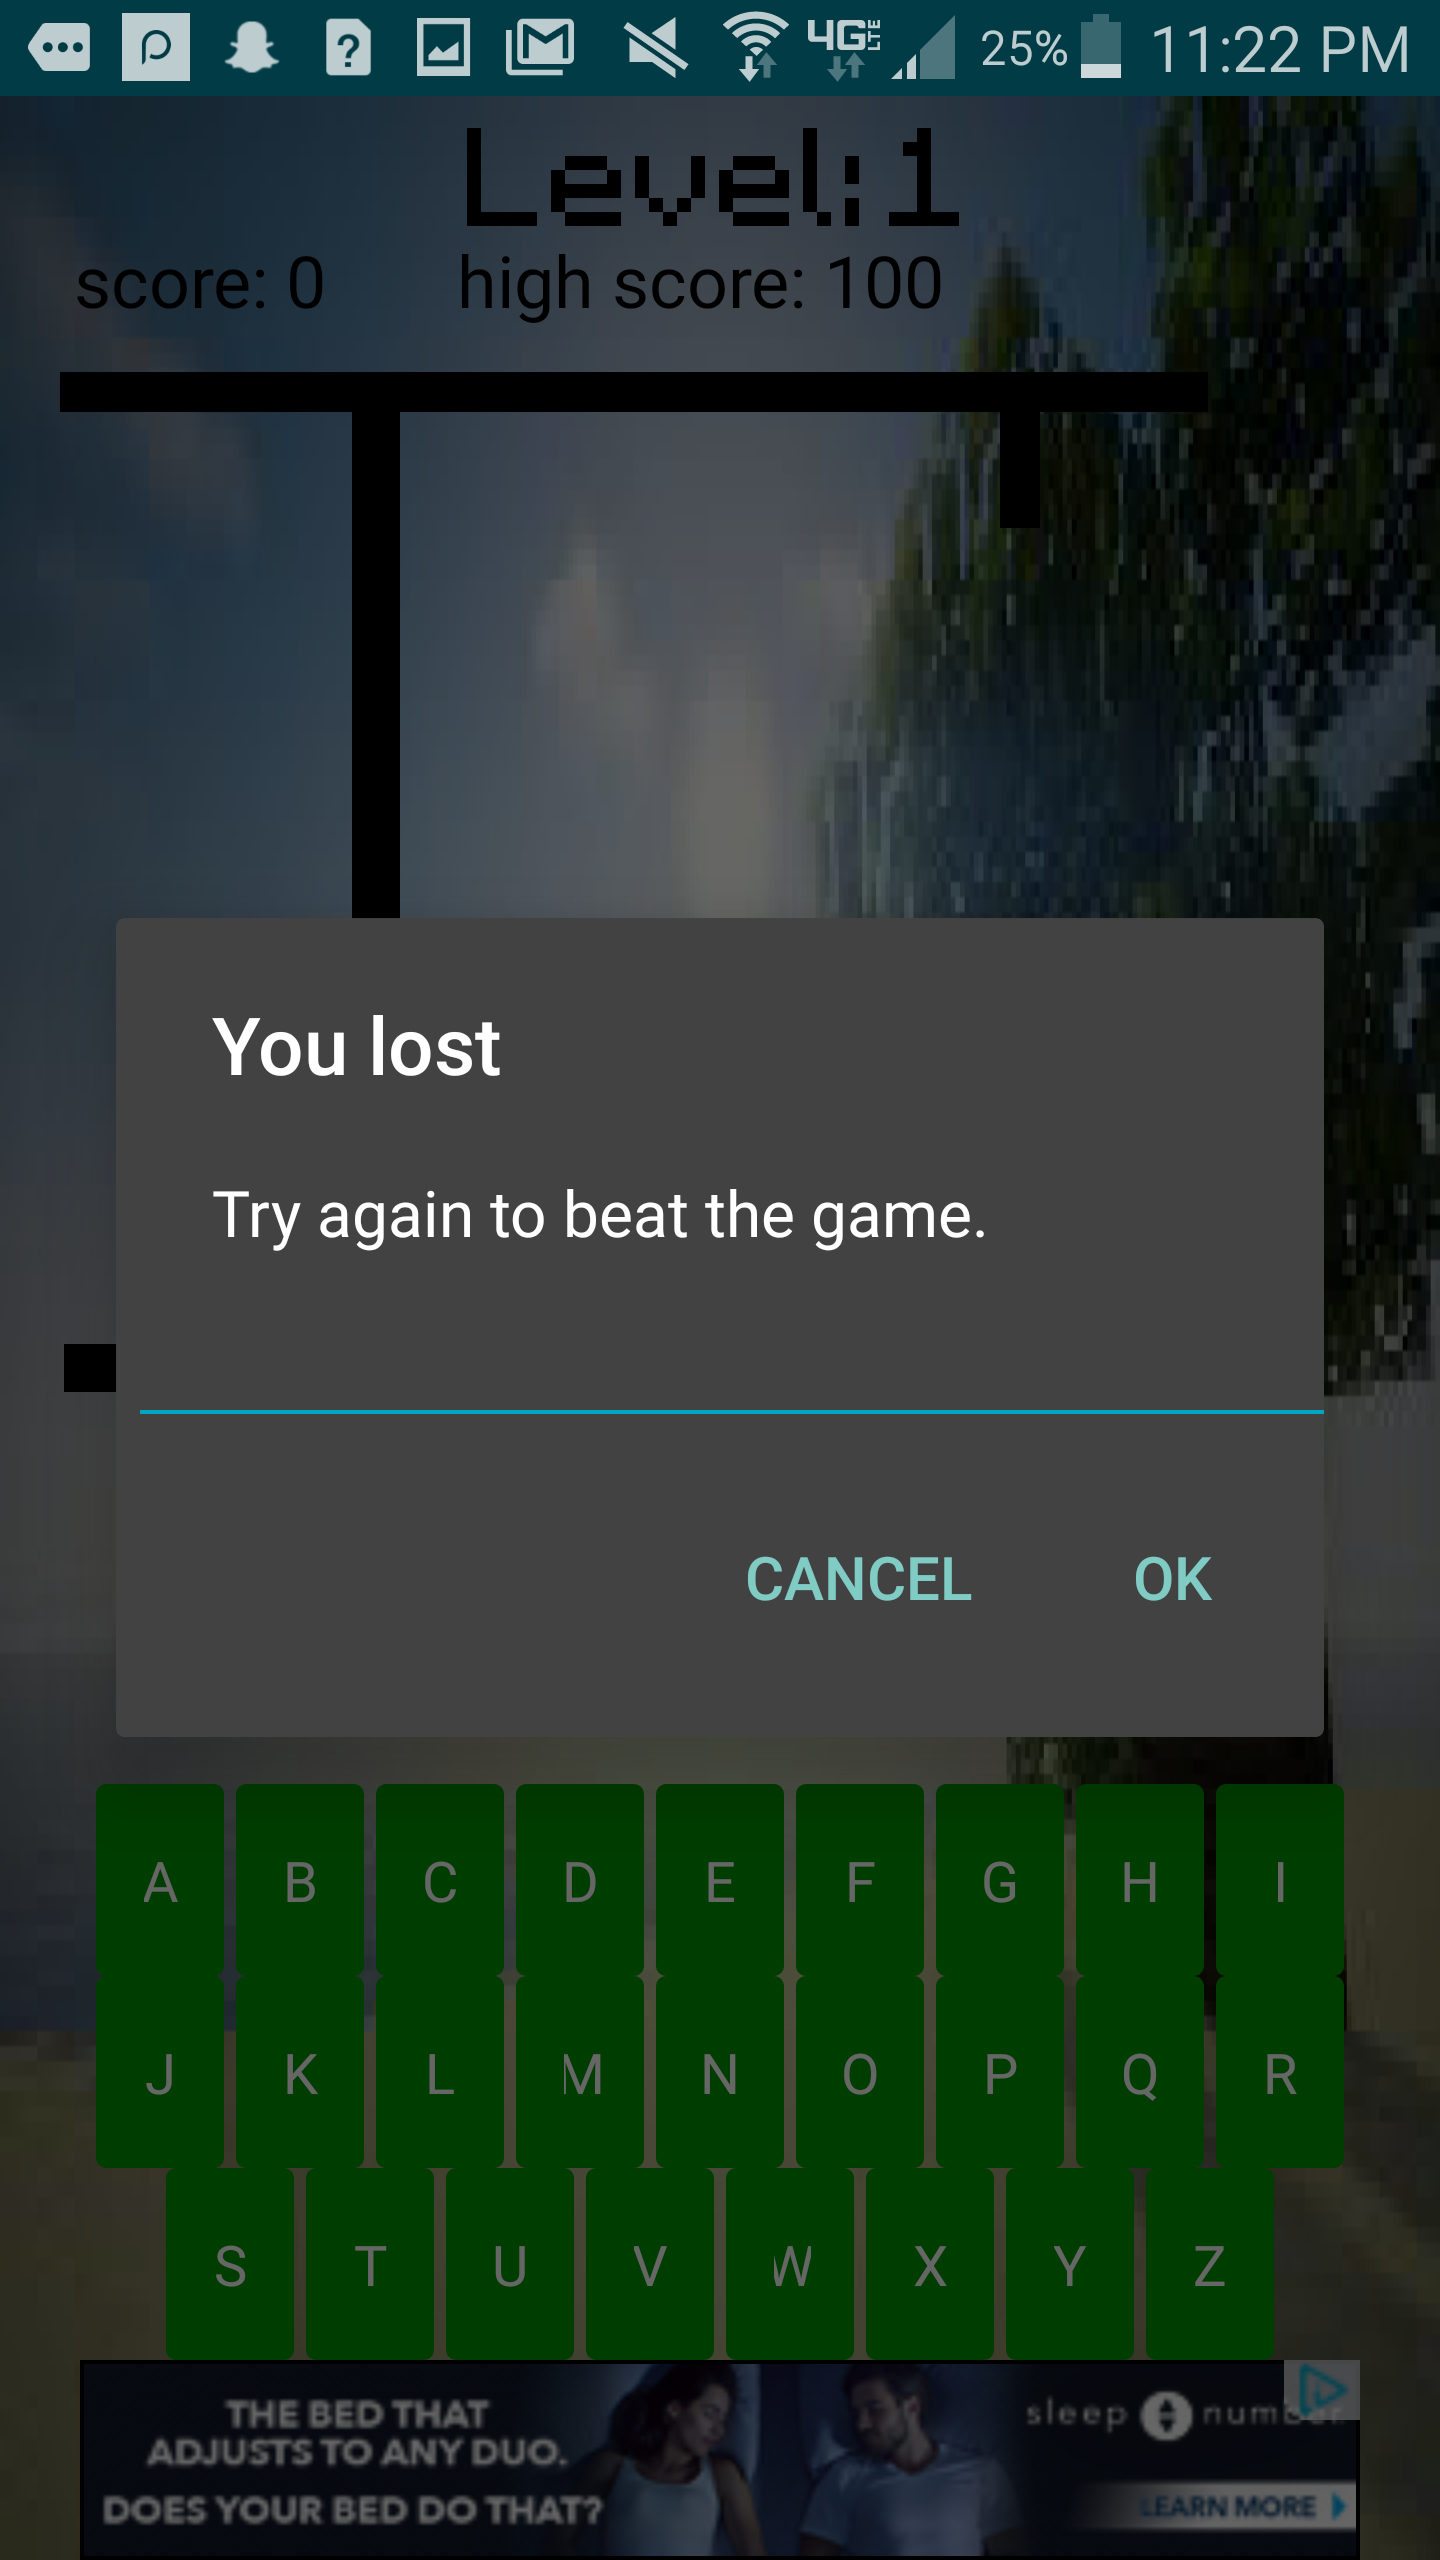 25% 11:22 PM
4G LTE
Level:1
score: 0 high score: 100
You lost
Try again to beat the game.
CANCEL OK
A B C D E F G H I
J K L M N O P Q R
S T U V W X Y Z
THE BED THAT
ADJUSTS TO ANY DUO.
DOES YOUR BED DO THAT?
sleep number.
LEARN MORE